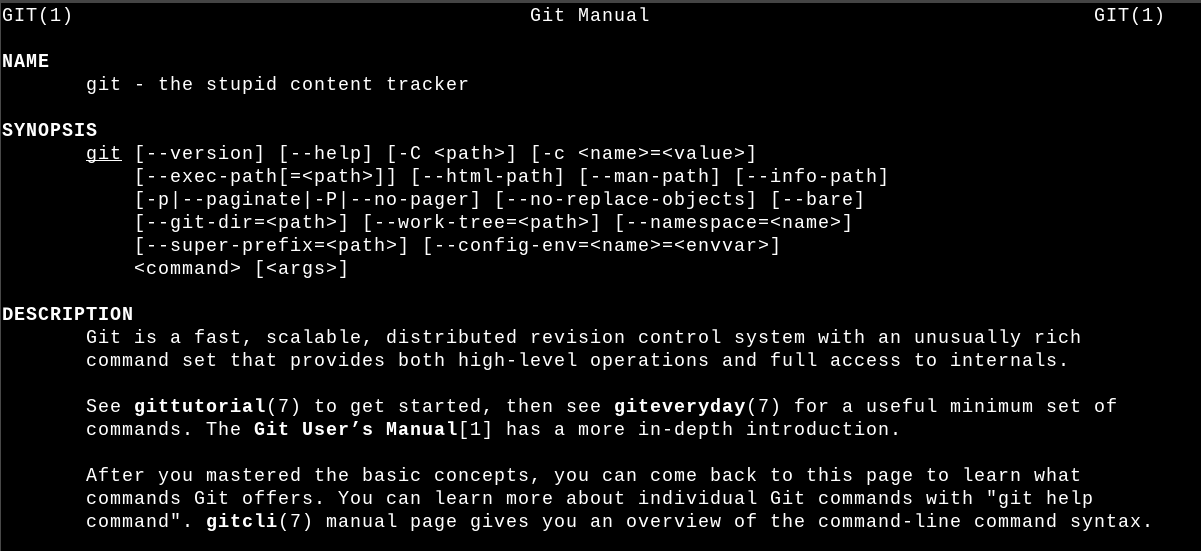 GIT(1) Git Manual GIT(1)
NAME
git - the stupid content tracker
SYNOPSIS
git [--version] [--help] [-C <path>] [-c <name>=<value>]
[--exec-path[=<path>]] [--html-path] [--man-path] [--info-path]
[-p|--paginate|-P|--no-pager] [--no-replace-objects] [--bare]
[--git-dir=<path>] [--work-tree=<path>] [--namespace=<name>]
[--super-prefix=<path>] [--config-env=<name>=<envvar>]
<command> [<args>]
DESCRIPTION
Git is a fast, scalable, distributed revision control system with an unusually rich
command set that provides both high-level operations and full access to internals.
See gittutorial(7) to get started, then see giteveryday(7) for a useful minimum set of
commands. The Git User’s Manual[1] has a more in-depth introduction.
After you mastered the basic concepts, you can come back to this page to learn what
commands Git offers. You can learn more about individual Git commands with "git help
command". gitcli(7) manual page gives you an overview of the command-line command syntax.